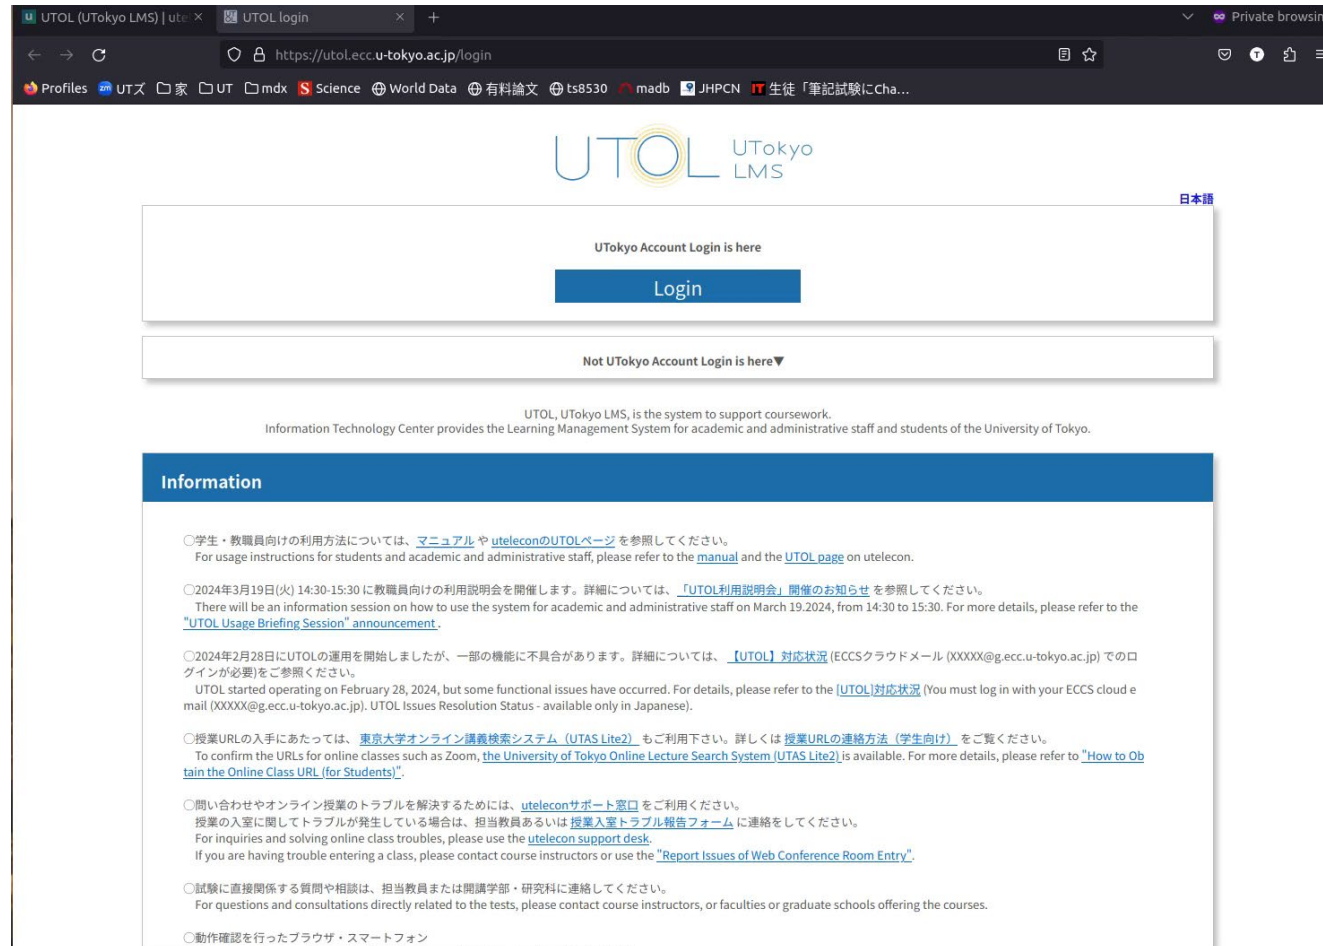 UTOL (UTokyo LMS) | ute
UTOL login
Private browsin
https://utol.ecc.u-tokyo.ac.jp/login
Profiles
UTズ
家
UT
mdx
Science
World Data
有料論文
ts8530
madb
JHPCN
生徒「筆記試験にCha...
UTOL UTokyo LMS
日本語
UTokyo Account Login is here
Login
Not UTokyo Account Login is here▼
UTOL, UTokyo LMS, is the system to support coursework.
Information Technology Center provides the Learning Management System for academic and administrative staff and students of the University of Tokyo.
Information
○学生・教職員向けの利用方法については、マニュアル や uteleconのUTOLページ を参照してください。
For usage instructions for students and academic and administrative staff, please refer to the manual and the UTOL page on utelecon.
○2024年3月19日(火) 14:30-15:30 に教職員向けの利用説明会を開催します。詳細については、「UTOL利用説明会」開催のお知らせ を参照してください。
There will be an information session on how to use the system for academic and administrative staff on March 19.2024, from 14:30 to 15:30. For more details, please refer to the
"UTOL Usage Briefing Session" announcement .
○2024年2月28日にUTOLの運用を開始しましたが、一部の機能に不具合があります。詳細については、 【UTOL】対応状況 (ECCSクラウドメール (XXXXX@g.ecc.u-tokyo.ac.jp) でのロ
グインが必要)をご参照ください。
UTOL started operating on February 28, 2024, but some functional issues have occurred. For details, please refer to the [UTOL]対応状況 (You must log in with your ECCS cloud e
mail (XXXXX@g.ecc.u-tokyo.ac.jp). UTOL Issues Resolution Status - available only in Japanese).
○授業URLの入手にあたっては、 東京大学オンライン講義検索システム（UTAS Lite2） もご利用下さい。詳しくは 授業URLの連絡方法（学生向け） をご覧ください。
To confirm the URLs for online classes such as Zoom, the University of Tokyo Online Lecture Search System (UTAS Lite2) is available. For more details, please refer to "How to Ob
tain the Online Class URL (for Students)".
○問い合わせやオンライン授業のトラブルを解決するためには、uteleconサポート窓口 をご利用ください。
授業の入室に関してトラブルが発生している場合は、担当教員あるいは 授業入室トラブル報告フォーム に連絡をしてください。
For inquiries and solving online class troubles, please use the utelecon support desk.
If you are having trouble entering a class, please contact course instructors or use the "Report Issues of Web Conference Room Entry".
○試験に直接関係する質問や相談は、担当教員または開講学部・研究科に連絡してください。
For questions and consultations directly related to the tests, please contact course instructors, or faculties or graduate schools offering the courses.
○動作確認を行ったブラウザ・スマートフォン